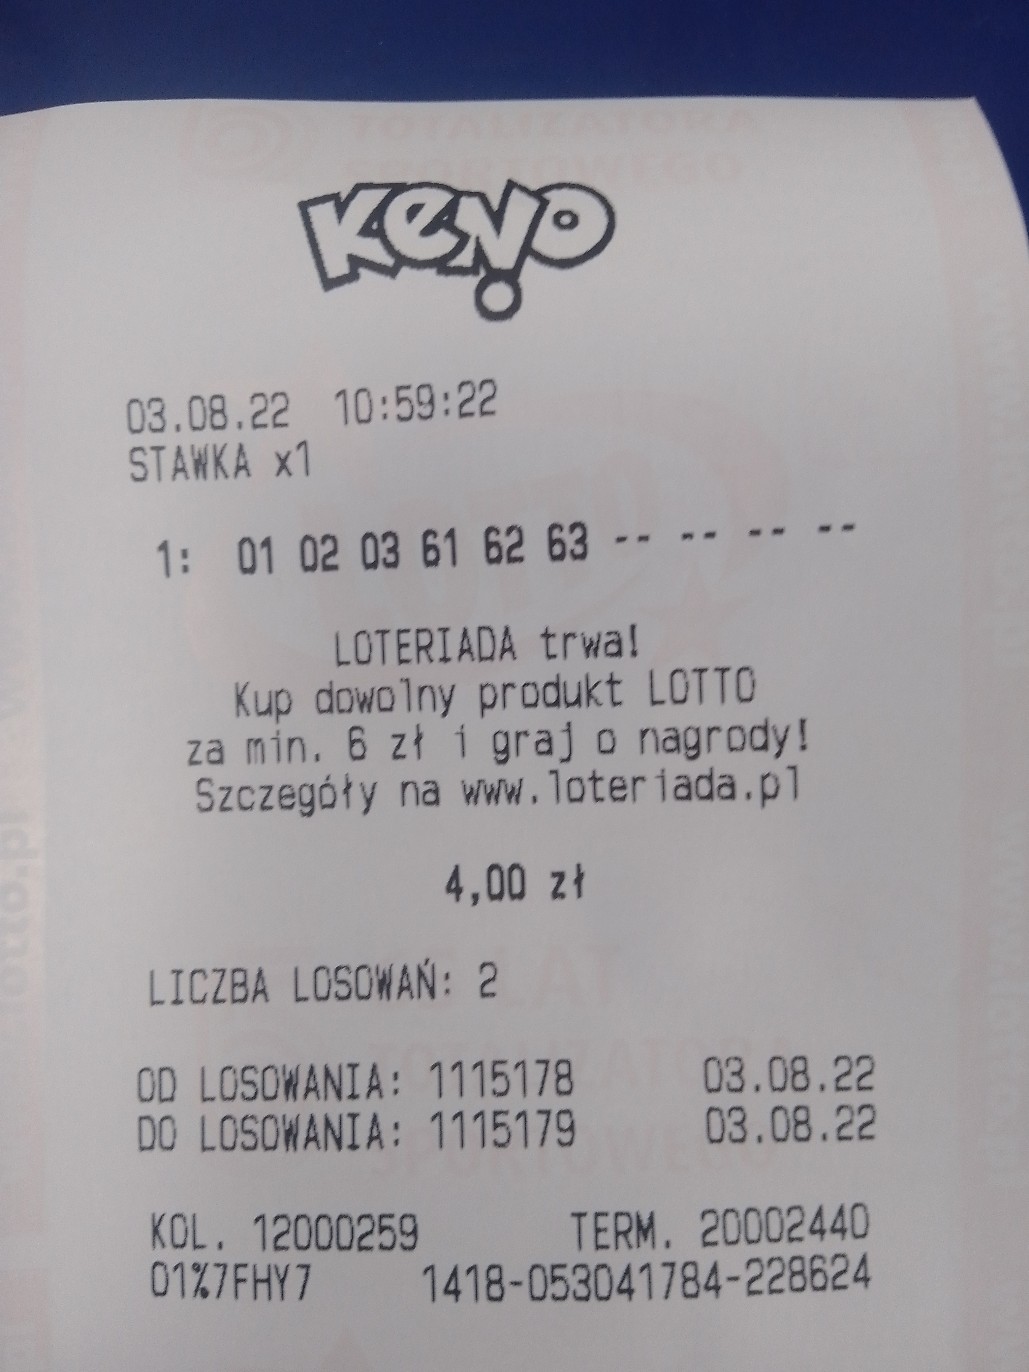 TOTALIZATORA
SPORTOWEGO
Keno
03.08.22 10:59:22
STAWKA x1
1: 01 02 03 61 62 63 -- -- -- --
LOTERIADA trwa!
Kup dowolny produkt LOTTO
za min. 6 zł i graj o nagrody!
Szczegóły na www.loteriada.pl
4,00 zł
LICZBA LOSOWAŃ: 2
OD LOSOWANIA: 1115178 03.08.22
DO LOSOWANIA: 1115179 03.08.22
KOL. 12000259 TERM. 20002440
01%7FHY7 1418-053041784-228624